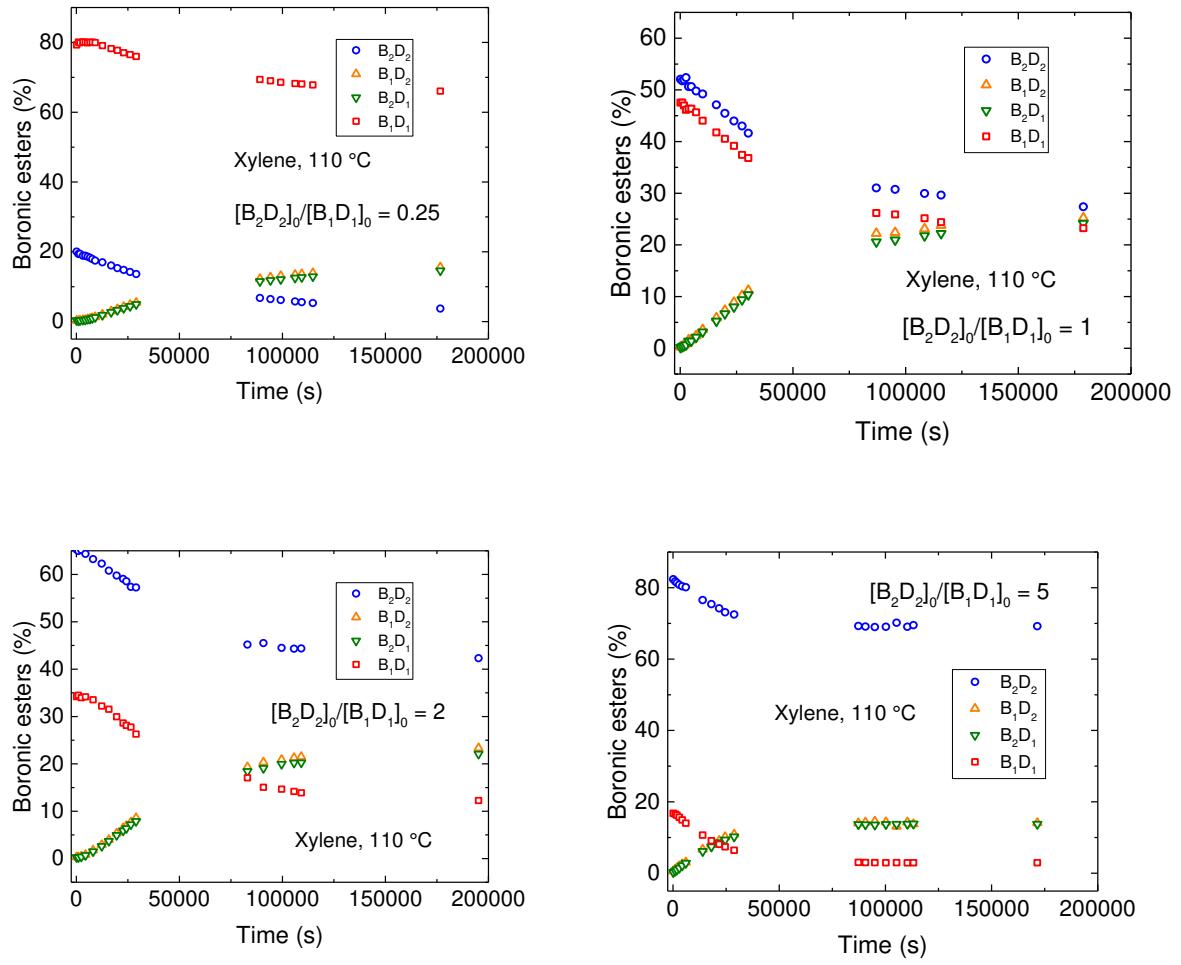 Boronic esters (%)
80
60
40
20
0
B₂D₂
B₁D₂
B₂D₁
B₁D₁
Xylene, 110 °C
[B₂D₂]₀/[B₁D₁]₀ = 0.25
0 50000 100000 150000 200000
Time (s)
Boronic esters (%)
60
50
40
30
20
10
0
B₂D₂
B₁D₂
B₂D₁
B₁D₁
Xylene, 110 °C
[B₂D₂]₀/[B₁D₁]₀ = 1
0 50000 100000 150000 200000
Time (s)
Boronic esters (%)
60
50
40
30
20
10
0
B₂D₂
B₁D₂
B₂D₁
B₁D₁
[B₂D₂]₀/[B₁D₁]₀ = 2
Xylene, 110 °C
0 50000 100000 150000 200000
Time (s)
Boronic esters (%)
80
60
40
20
0
[B₂D₂]₀/[B₁D₁]₀ = 5
B₂D₂
B₁D₂
B₂D₁
B₁D₁
Xylene, 110 °C
0 50000 100000 150000 200000
Time (s)